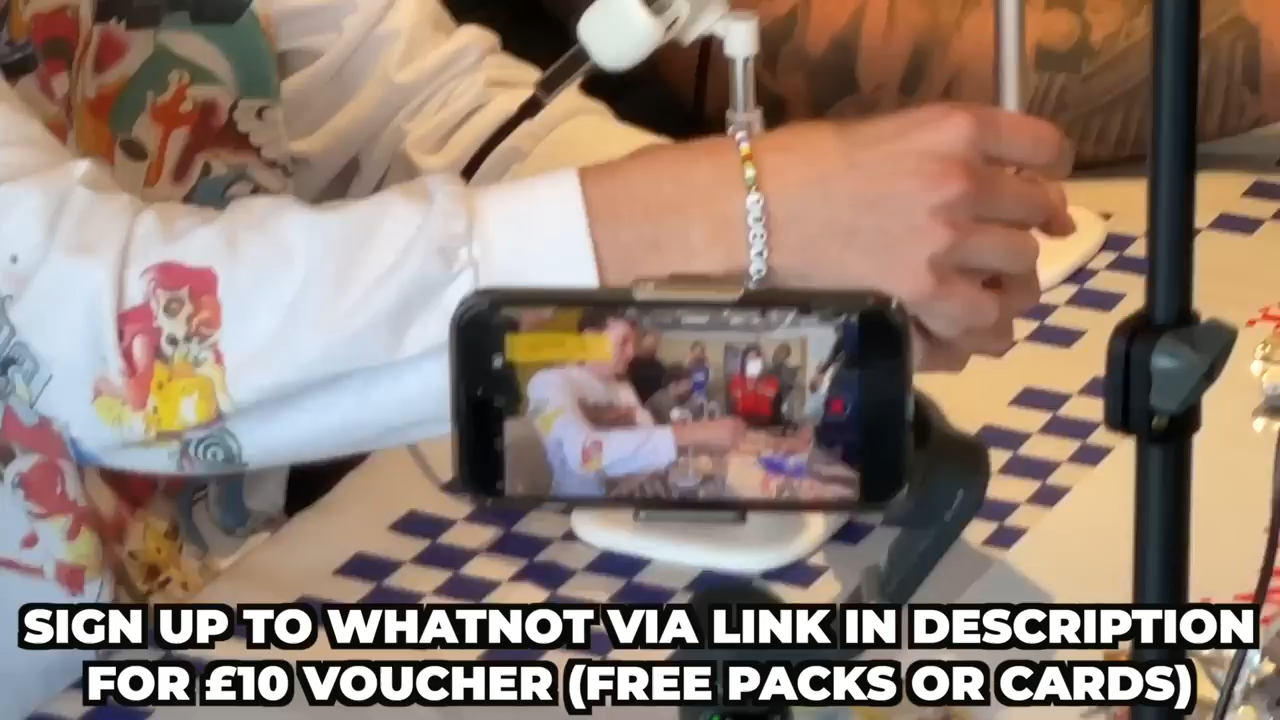 SIGN UP TO WHATNOT VIA LINK IN DESCRIPTION
FOR £10 VOUCHER (FREE PACKS OR CARDS)